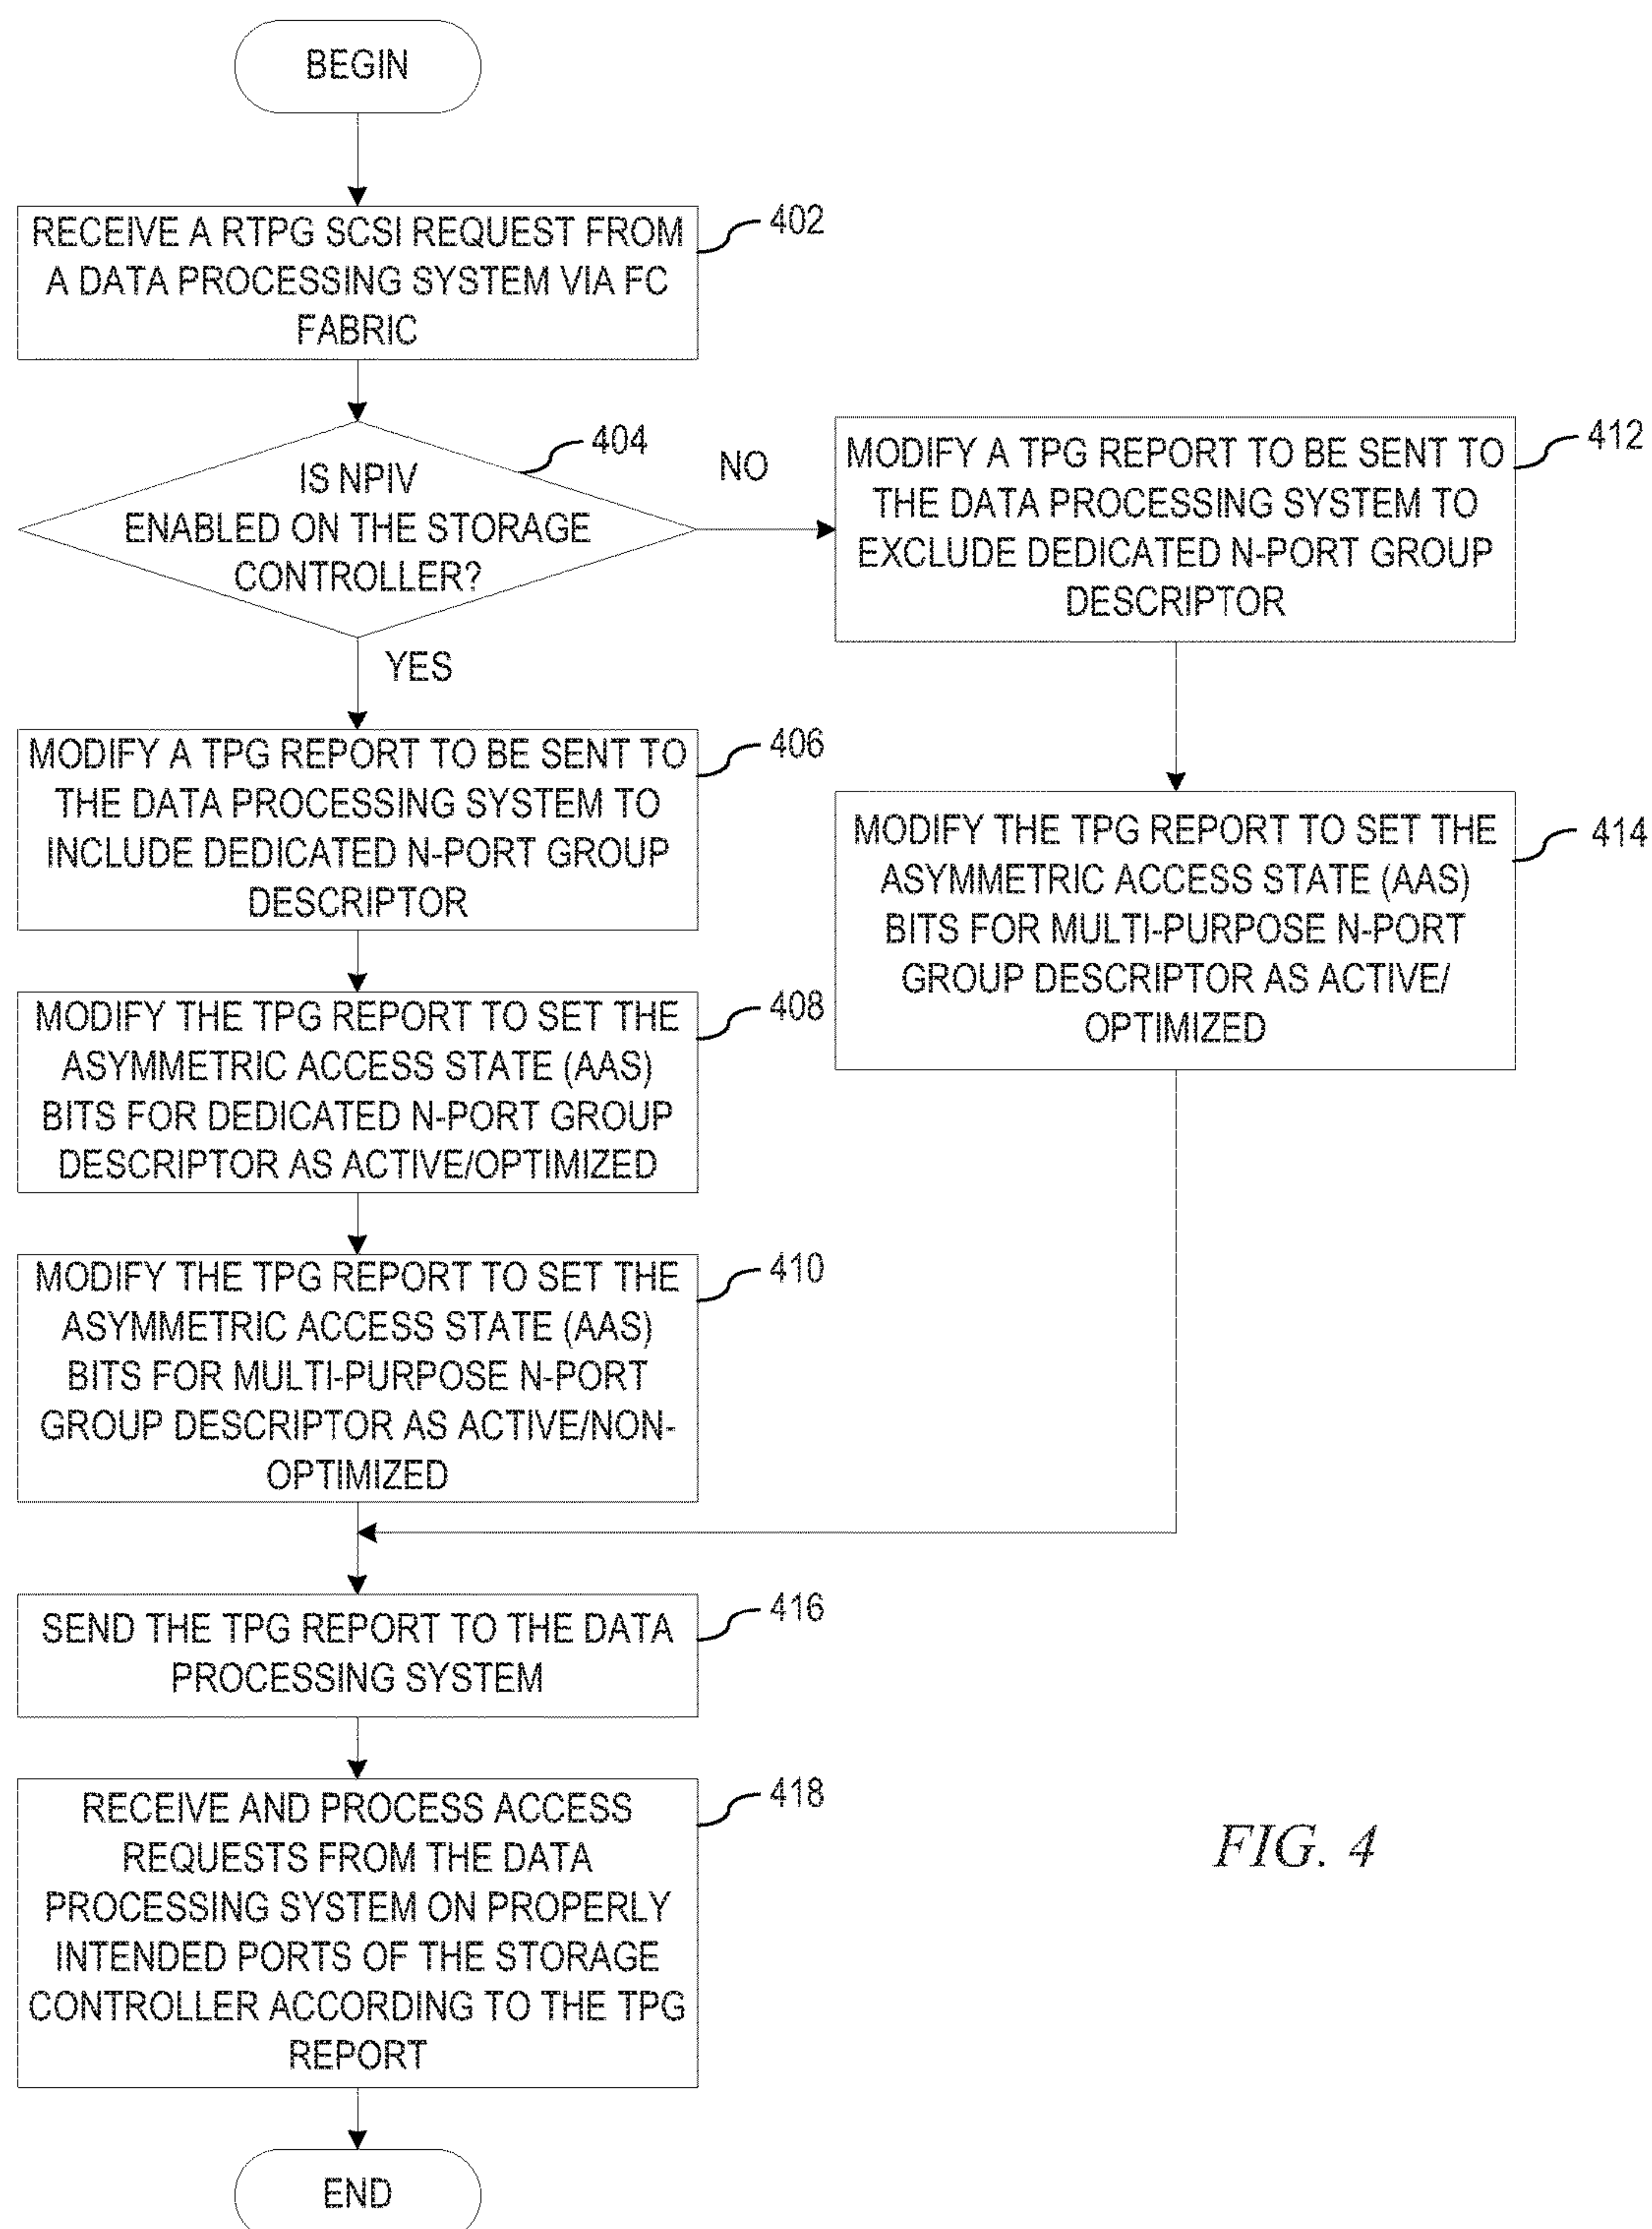 BEGIN
RECEIVE A RTPG SCSI REQUEST FROM
A DATA PROCESSING SYSTEM VIA FC
FABRIC
402
IS NPIV
ENABLED ON THE STORAGE
CONTROLLER?
404
NO
YES
MODIFY A TPG REPORT TO BE SENT TO
THE DATA PROCESSING SYSTEM TO
EXCLUDE DEDICATED N-PORT GROUP
DESCRIPTOR
412
MODIFY A TPG REPORT TO BE SENT TO
THE DATA PROCESSING SYSTEM TO
INCLUDE DEDICATED N-PORT GROUP
DESCRIPTOR
406
MODIFY THE TPG REPORT TO SET THE
ASYMMETRIC ACCESS STATE (AAS)
BITS FOR MULTI-PURPOSE N-PORT
GROUP DESCRIPTOR AS ACTIVE/
OPTIMIZED
414
MODIFY THE TPG REPORT TO SET THE
ASYMMETRIC ACCESS STATE (AAS)
BITS FOR DEDICATED N-PORT GROUP
DESCRIPTOR AS ACTIVE/OPTIMIZED
408
MODIFY THE TPG REPORT TO SET THE
ASYMMETRIC ACCESS STATE (AAS)
BITS FOR MULTI-PURPOSE N-PORT
GROUP DESCRIPTOR AS ACTIVE/NON-
OPTIMIZED
410
SEND THE TPG REPORT TO THE DATA
PROCESSING SYSTEM
416
RECEIVE AND PROCESS ACCESS
REQUESTS FROM THE DATA
PROCESSING SYSTEM ON PROPERLY
INTENDED PORTS OF THE STORAGE
CONTROLLER ACCORDING TO THE TPG
REPORT
418
FIG. 4
END